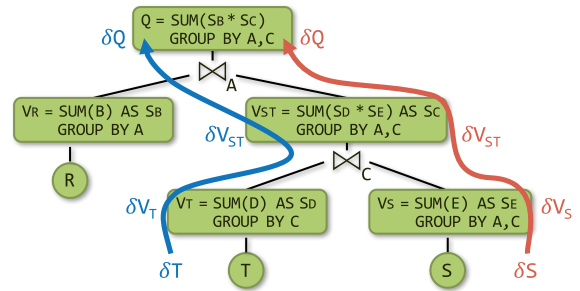 Q = SUM(SB * SC)
GROUP BY A,C
δQ
δQ
⋈A
VR = SUM(B) AS SB
GROUP BY A
VST = SUM(SD * SE) AS SC
GROUP BY A,C
δVST
δVST
R
⋈C
VT = SUM(D) AS SD
GROUP BY C
VS = SUM(E) AS SE
GROUP BY A,C
δVT
δVS
δT
T
S
δS